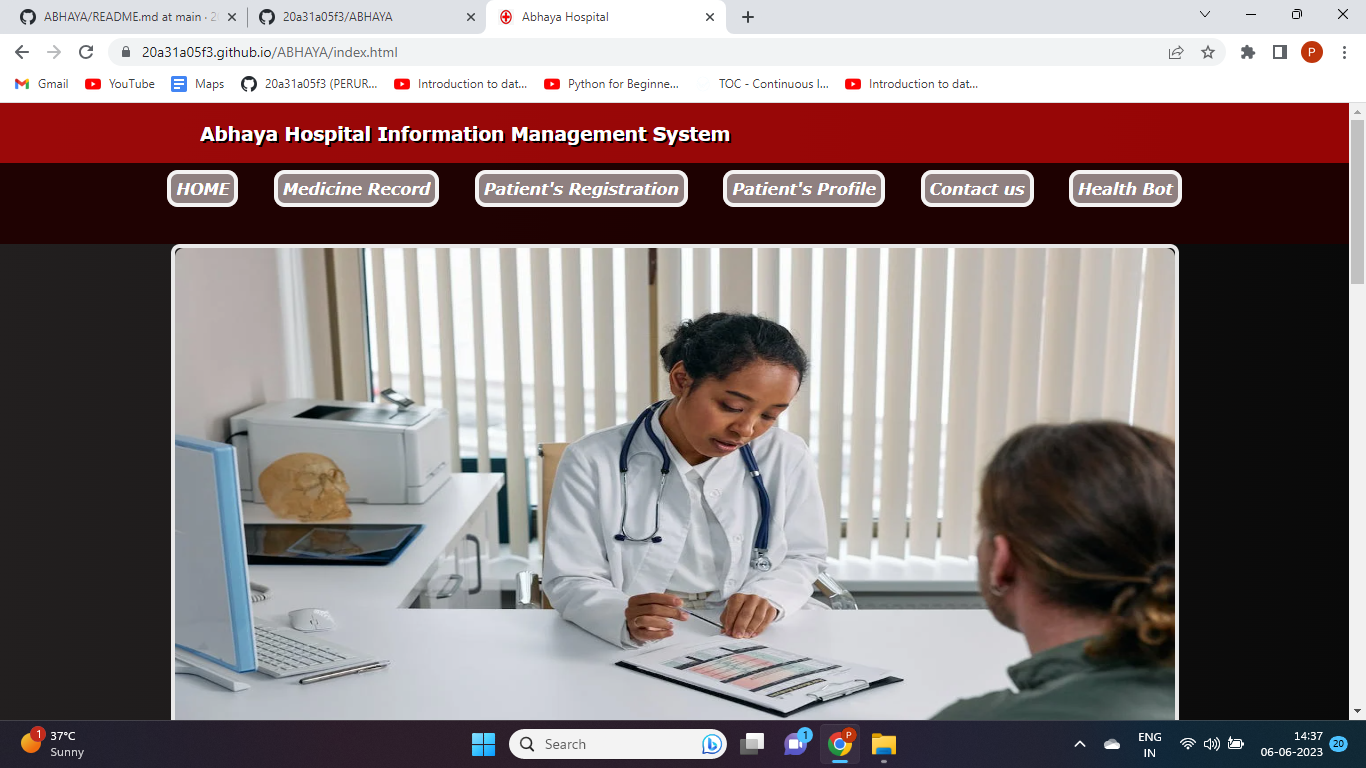 ABHAYA/README.md at main · 2
20a31a05f3/ABHAYA
Abhaya Hospital
20a31a05f3.github.io/ABHAYA/index.html
P
Gmail
YouTube
Maps
20a31a05f3 (PERUR...
Introduction to dat...
Python for Beginne...
TOC - Continuous I...
Introduction to dat...
Abhaya Hospital Information Management System
HOME
Medicine Record
Patient's Registration
Patient's Profile
Contact us
Health Bot
1
37°C
Sunny
Search
1
P
ENG
IN
14:37
06-06-2023
20